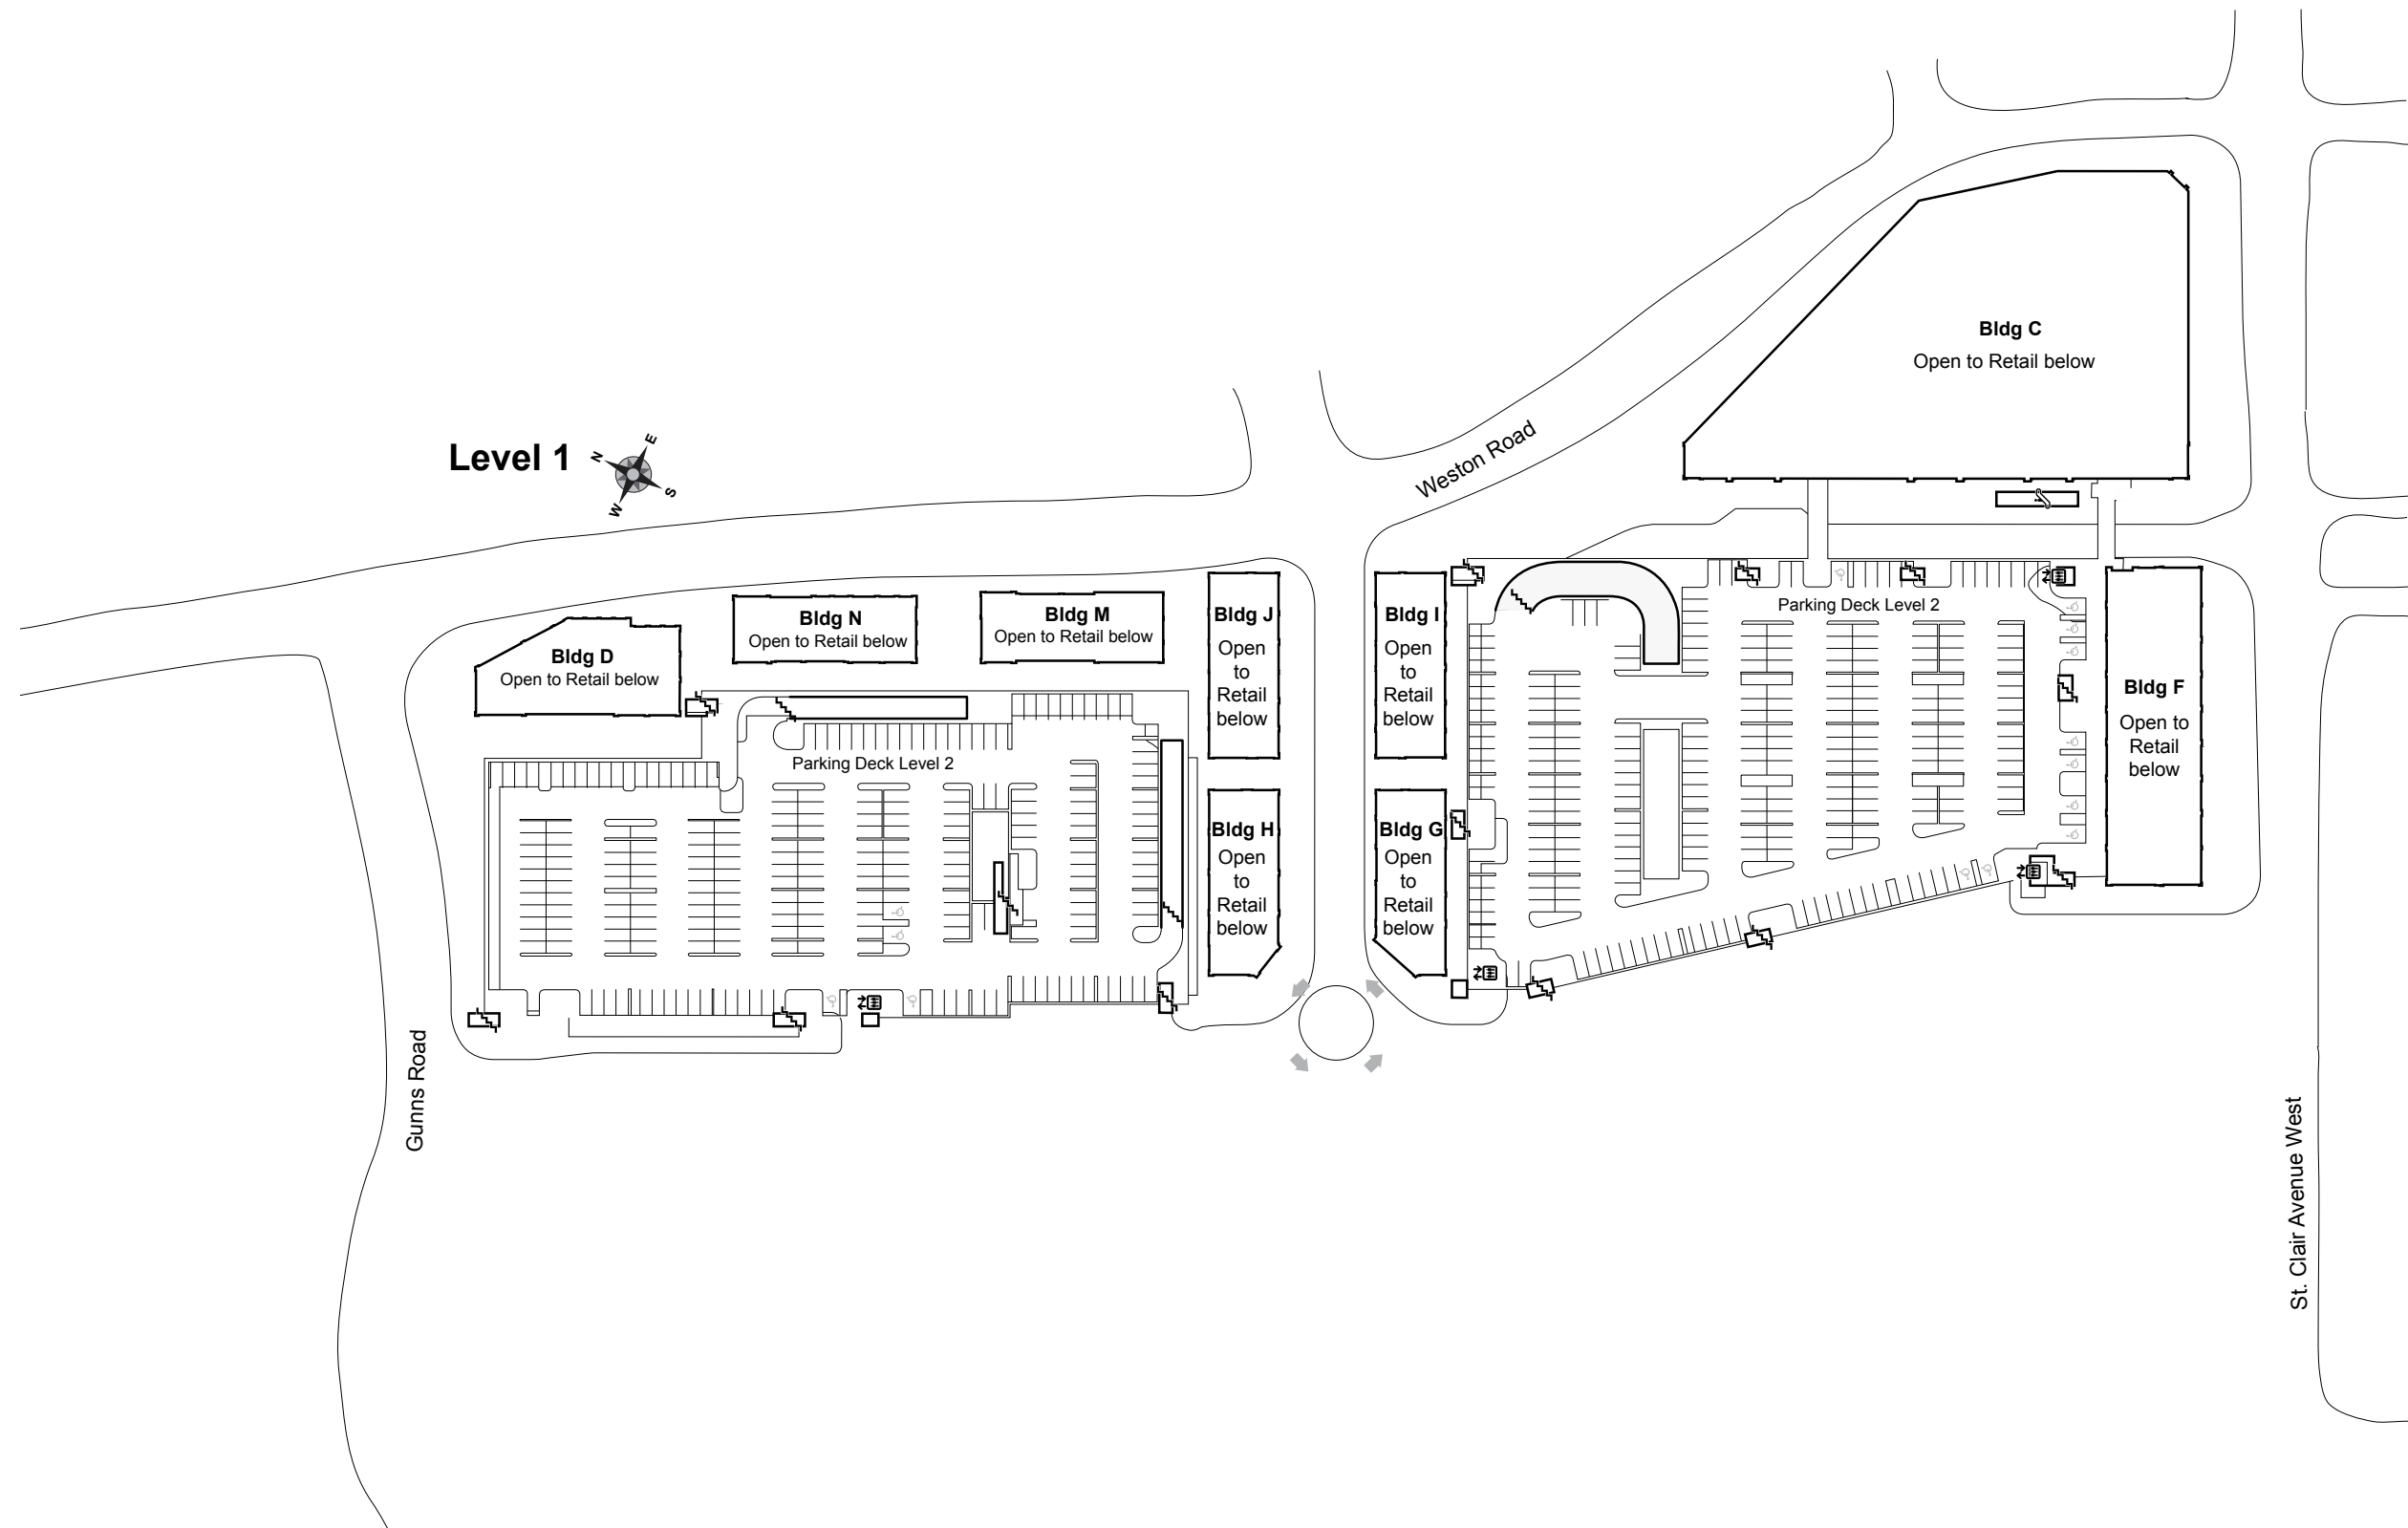 Level 1
N
E
S
W
Weston Road
Bldg C
Open to Retail below
Bldg D
Open to Retail below
Bldg N
Open to Retail below
Bldg M
Open to Retail below
Bldg J
Open
to
Retail
below
Bldg I
Open
to
Retail
below
Parking Deck Level 2
Bldg F
Open to
Retail
below
Parking Deck Level 2
Bldg H
Open
to
Retail
below
Bldg G
Open
to
Retail
below
Gunns Road
St. Clair Avenue West